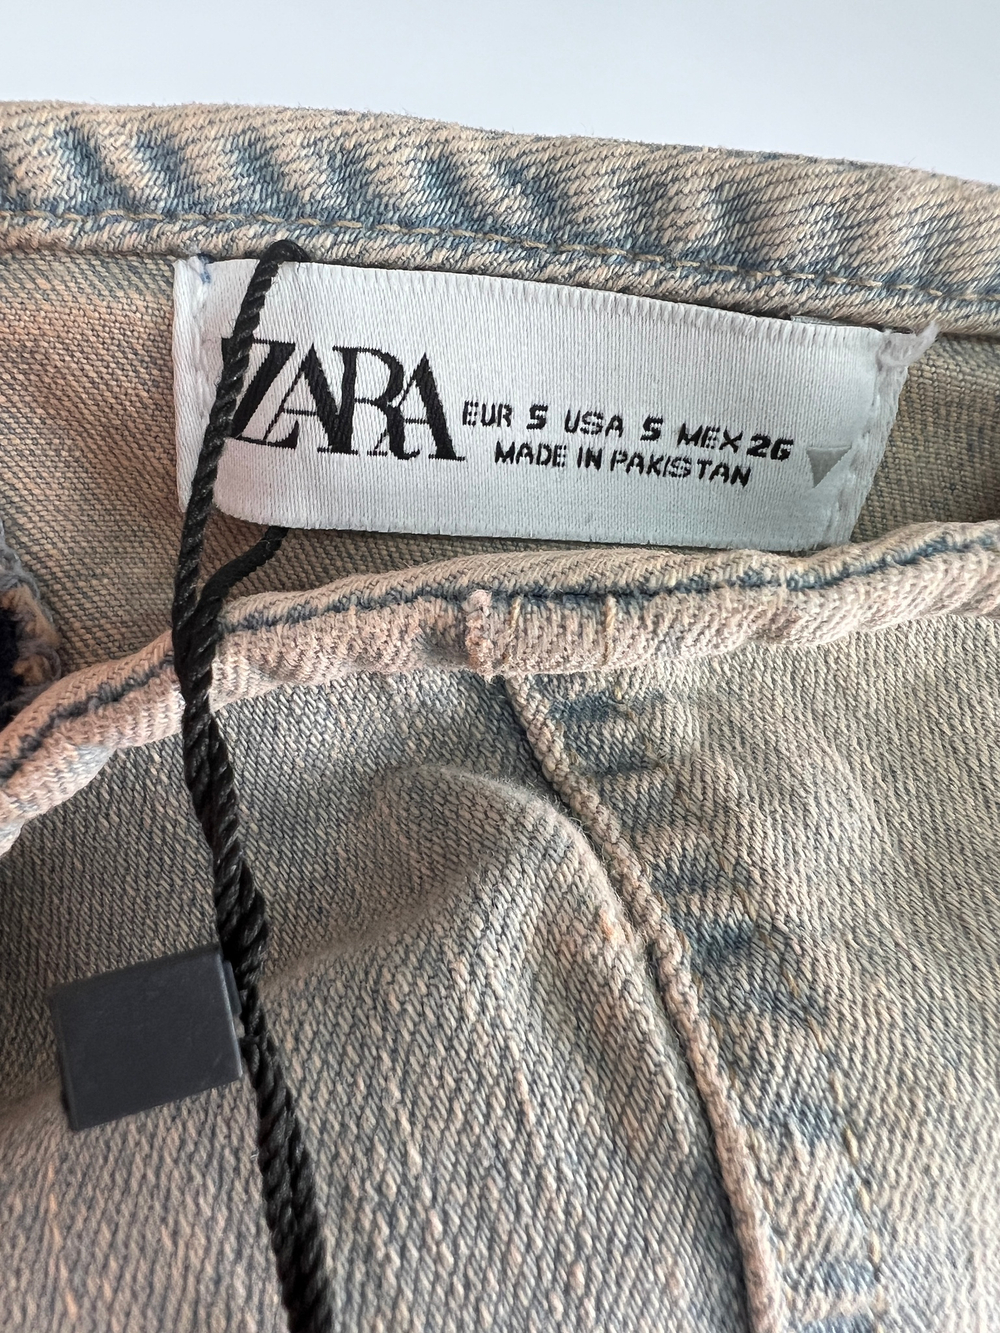 ZARA
EUR S USA S MEX 26
MADE IN PAKISTAN